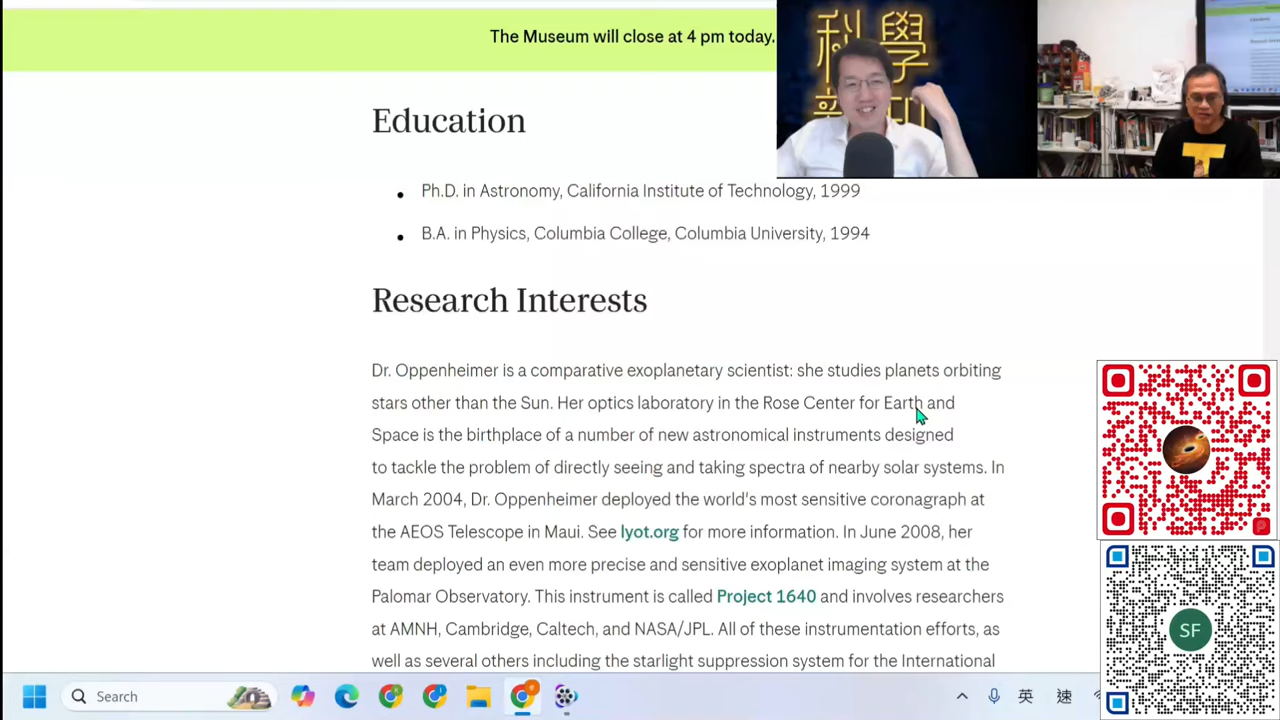 The Museum will close at 4 pm today.
科學
Education
Ph.D. in Astronomy, California Institute of Technology, 1999
B.A. in Physics, Columbia College, Columbia University, 1994
Research Interests
Dr. Oppenheimer is a comparative exoplanetary scientist: she studies planets orbiting
stars other than the Sun. Her optics laboratory in the Rose Center for Earth and
Space is the birthplace of a number of new astronomical instruments designed
to tackle the problem of directly seeing and taking spectra of nearby solar systems. In
March 2004, Dr. Oppenheimer deployed the world's most sensitive coronagraph at
the AEOS Telescope in Maui. See lyot.org for more information. In June 2008, her
team deployed an even more precise and sensitive exoplanet imaging system at the
Palomar Observatory. This instrument is called Project 1640 and involves researchers
at AMNH, Cambridge, Caltech, and NASA/JPL. All of these instrumentation efforts, as
well as several others including the starlight suppression system for the International
SF
Search
英
速